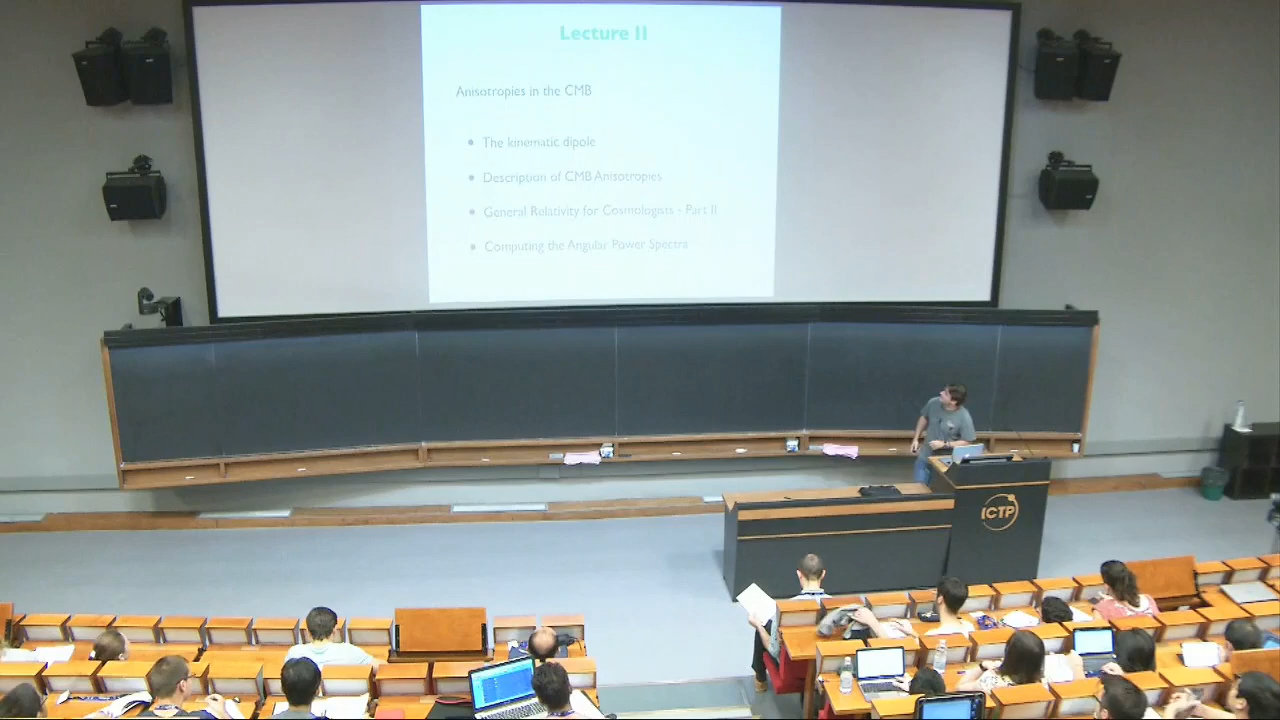 Lecture II
Anisotropies in the CMB
The kinematic dipole
Description of CMB Anisotropies
General Relativity for Cosmologists - Part II
Computing the Angular Power Spectra
ICTP